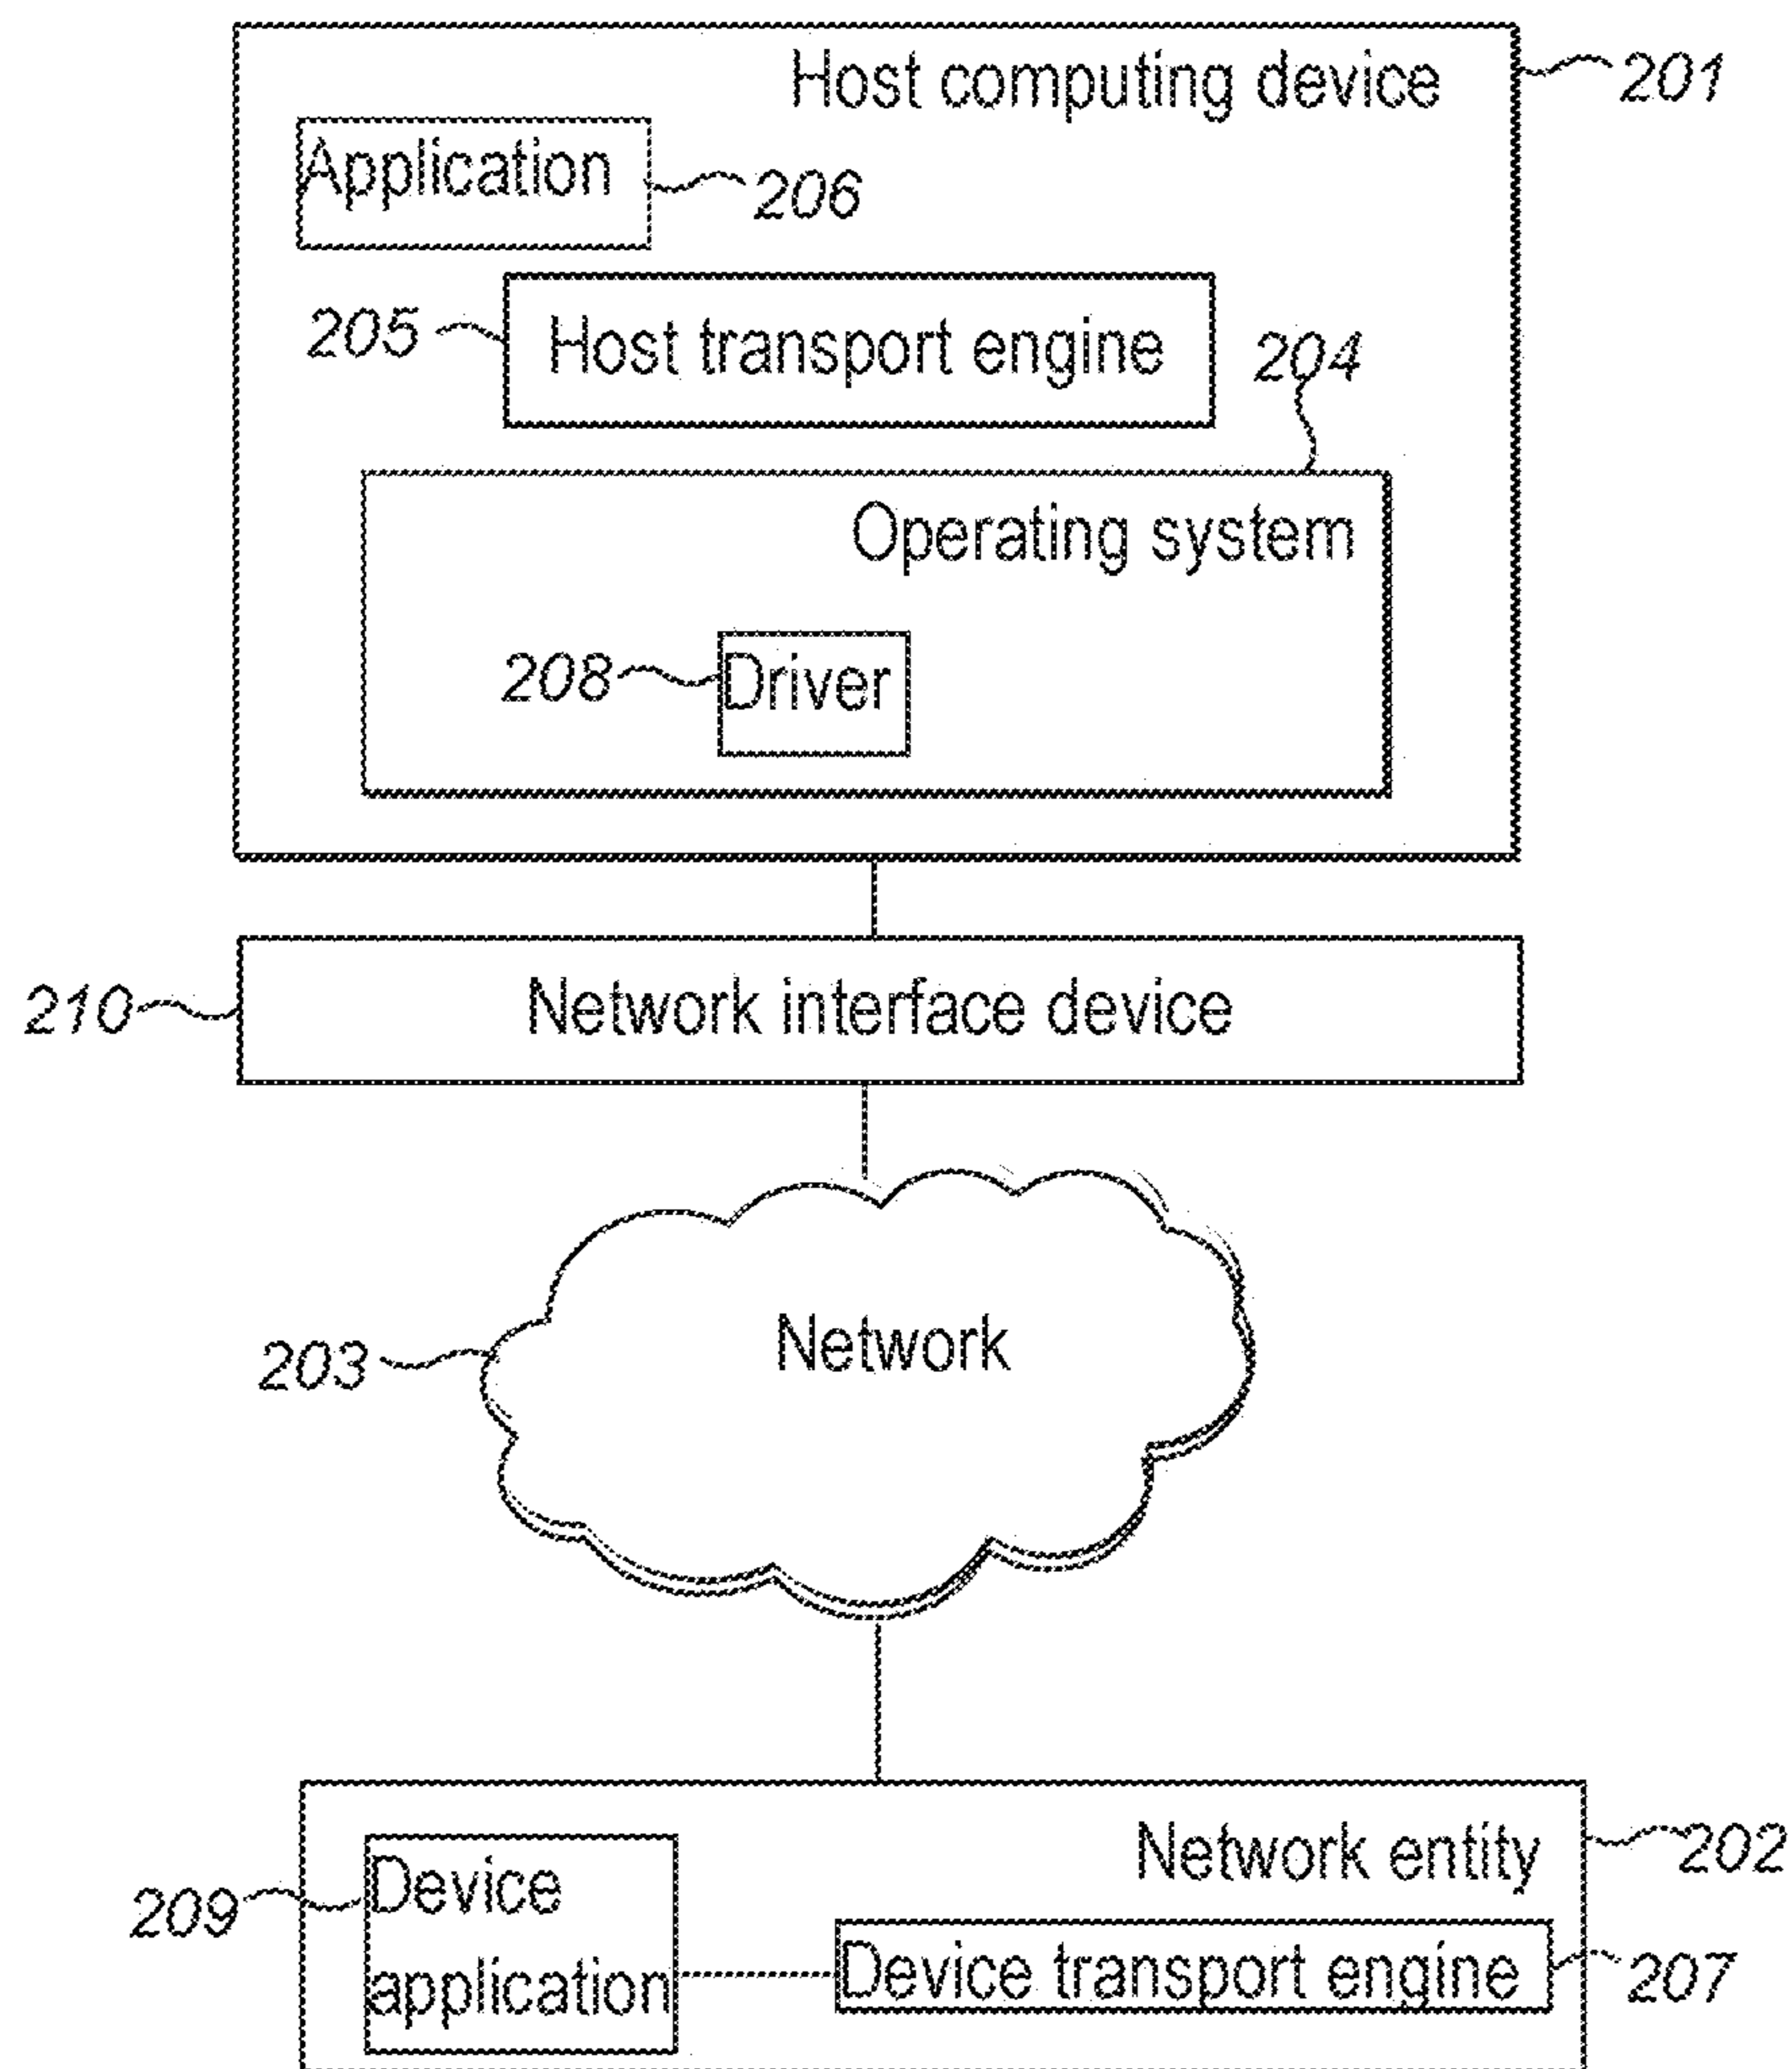 Host computing device
201
Application
206
205
Host transport engine
204
Operating system
208
Driver
210
Network interface device
Network
203
Network entity
202
209
Device
application
Device transport engine
207